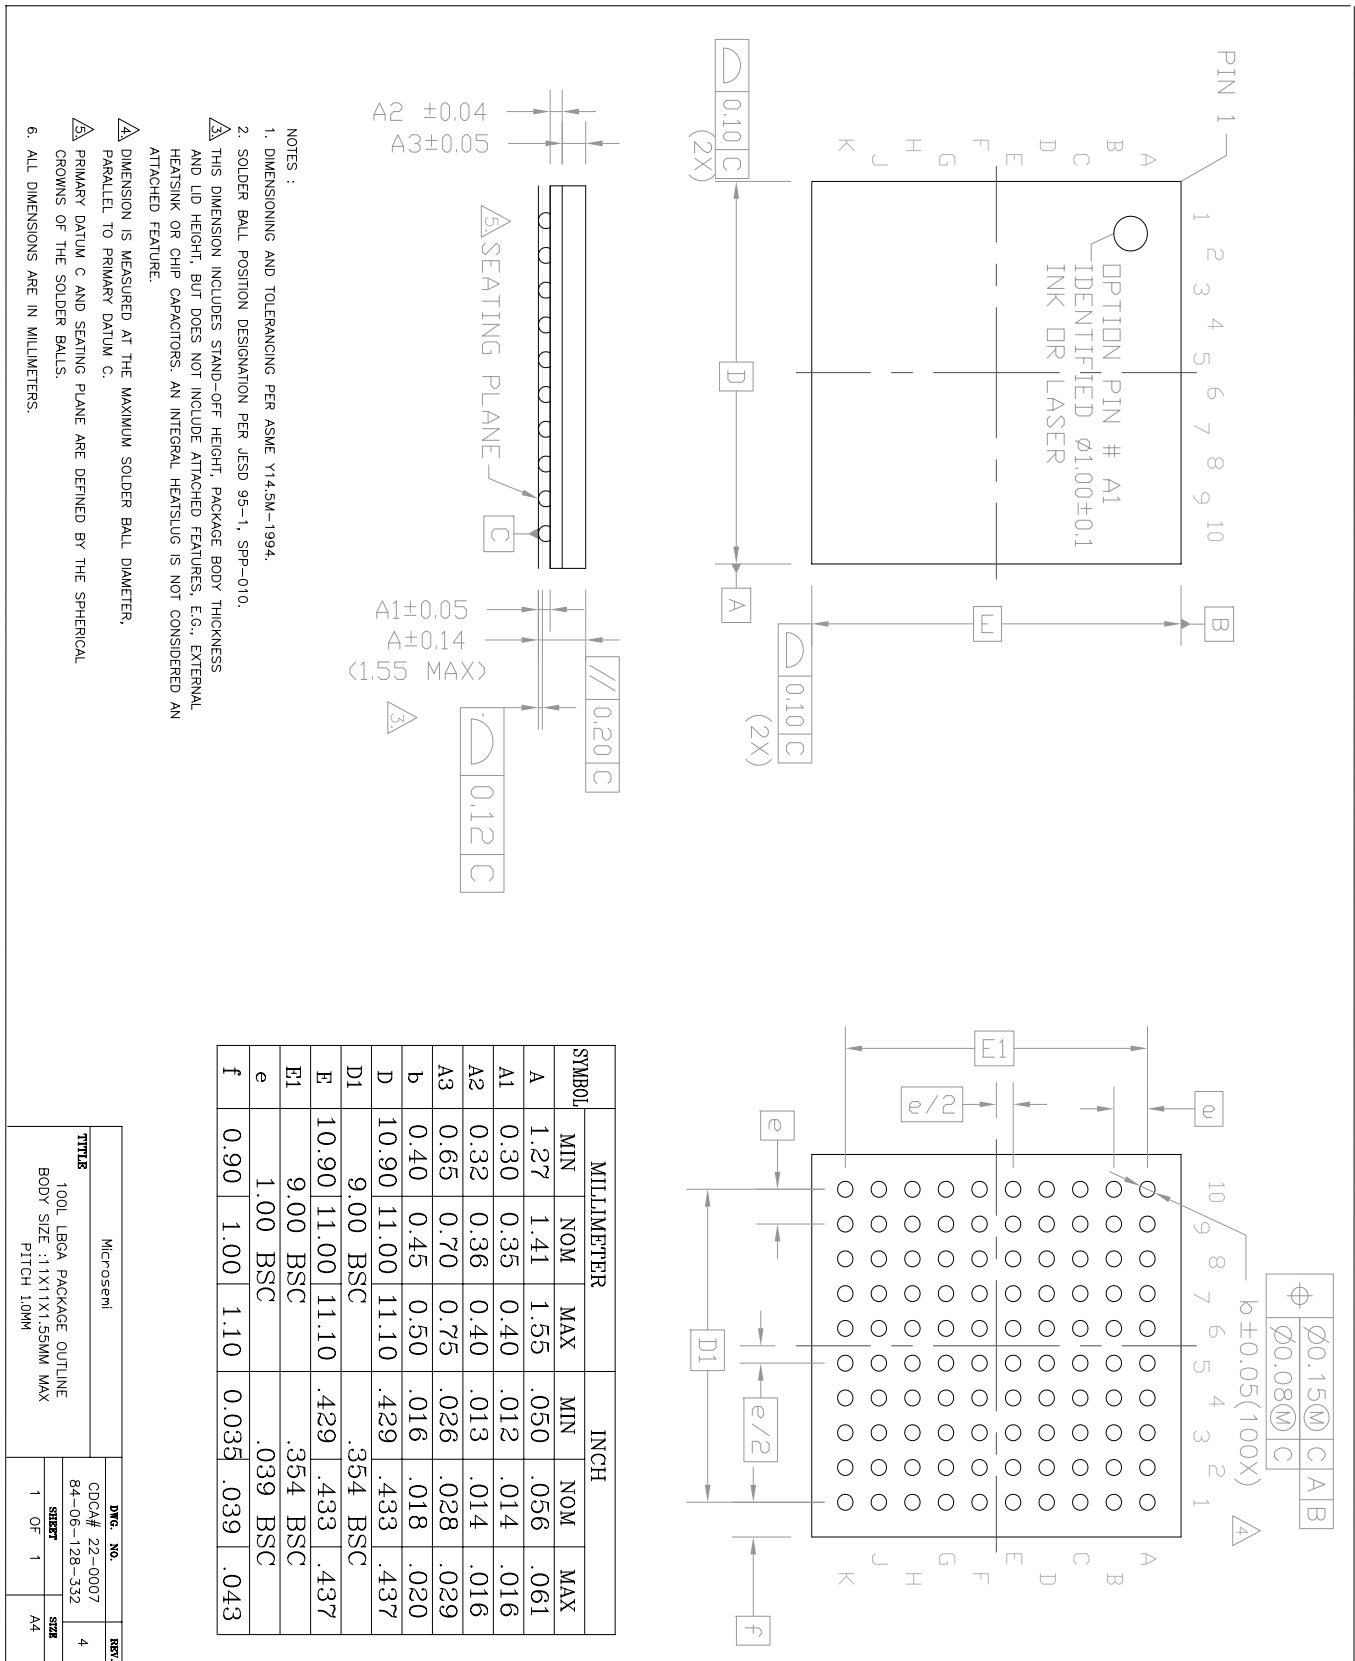 PIN 1
A
B
C
D
E
F
G
H
J
K
1 2 3 4 5 6 7 8 9 10
OPTION PIN # A1
IDENTIFIED Ø1.00±0.1
INK OR LASER
D
E
A
B
0.10 C
(2X)
0.10 C
(2X)
Ø0.15Ⓜ C A B
Ø0.08Ⓜ C
b±0.05(100X)
4.
10 9 8 7 6 5 4 3 2 1
A
B
C
D
E
F
G
H
J
K
e
E1
e/2
e
D1
e/2
f
A2 ±0.04
A3±0.05
5. SEATING PLANE
C
A1±0.05
A±0.14
(1.55 MAX)
3.
// 0.20 C
0.12 C
NOTES :
1. DIMENSIONING AND TOLERANCING PER ASME Y14.5M-1994.
2. SOLDER BALL POSITION DESIGNATION PER JESD 95-1, SPP-010.
3. THIS DIMENSION INCLUDES STAND-OFF HEIGHT, PACKAGE BODY THICKNESS
AND LID HEIGHT, BUT DOES NOT INCLUDE ATTACHED FEATURES, E.G., EXTERNAL
HEATSINK OR CHIP CAPACITORS. AN INTEGRAL HEATSLUG IS NOT CONSIDERED AN
ATTACHED FEATURE.
4. DIMENSION IS MEASURED AT THE MAXIMUM SOLDER BALL DIAMETER,
PARALLEL TO PRIMARY DATUM C.
5. PRIMARY DATUM C AND SEATING PLANE ARE DEFINED BY THE SPHERICAL
CROWNS OF THE SOLDER BALLS.
6. ALL DIMENSIONS ARE IN MILLIMETERS.
SYMBOL MILLIMETER INCH
MIN NOM MAX MIN NOM MAX
A 1.27 1.41 1.55 .050 .056 .061
A1 0.30 0.35 0.40 .012 .014 .016
A2 0.32 0.36 0.40 .013 .014 .016
A3 0.65 0.70 0.75 .026 .028 .029
b 0.40 0.45 0.50 .016 .018 .020
D 10.90 11.00 11.10 .429 .433 .437
D1 9.00 BSC .354 BSC
E 10.90 11.00 11.10 .429 .433 .437
E1 9.00 BSC .354 BSC
e 1.00 BSC .039 BSC
f 0.90 1.00 1.10 0.035 .039 .043
Microsemi
TITLE
100L LBGA PACKAGE OUTLINE
BODY SIZE :11X11X1.55MM MAX
PITCH 1.0MM
DWG. NO.
CDCA# 22-0007
84-06-128-332
REV.
4
SHEET
1 OF 1
SIZE
A4